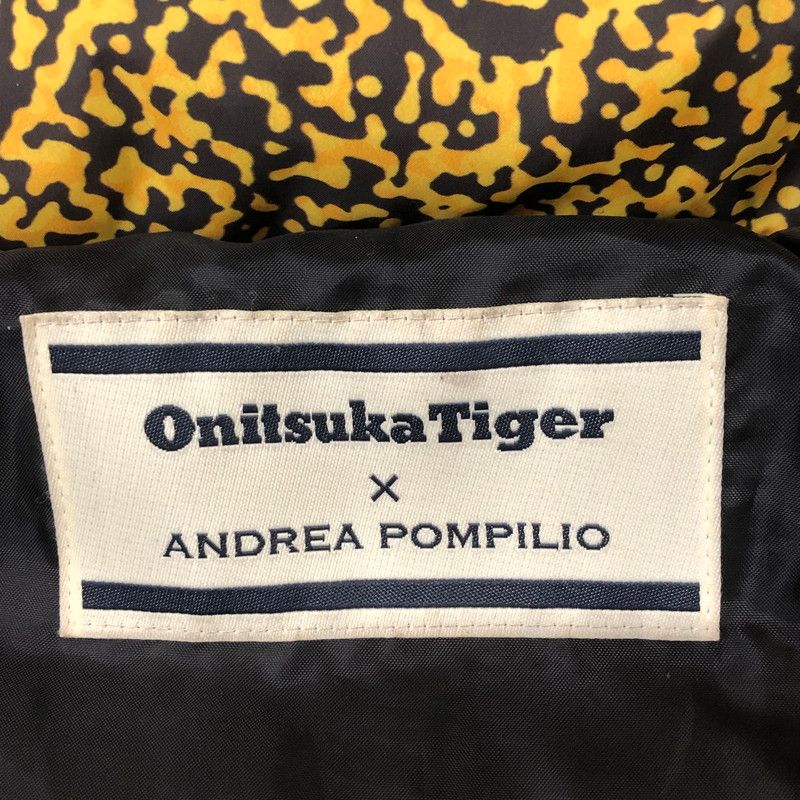 OnitsukaTiger
×
ANDREA POMPILIO